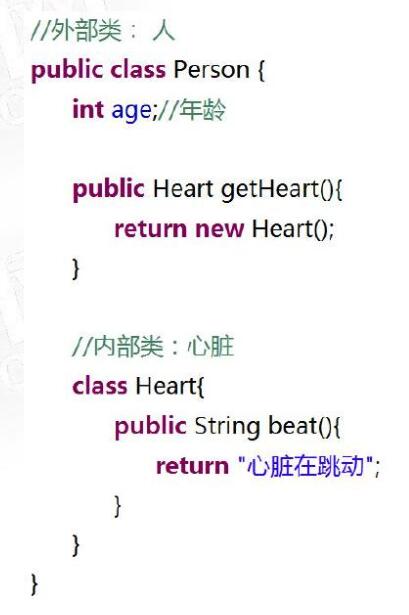 //外部类： 人
public class Person {
int age;//年龄
public Heart getHeart(){
return new Heart();
}
//内部类：心脏
class Heart{
public String beat(){
return "心脏在跳动";
}
}
}